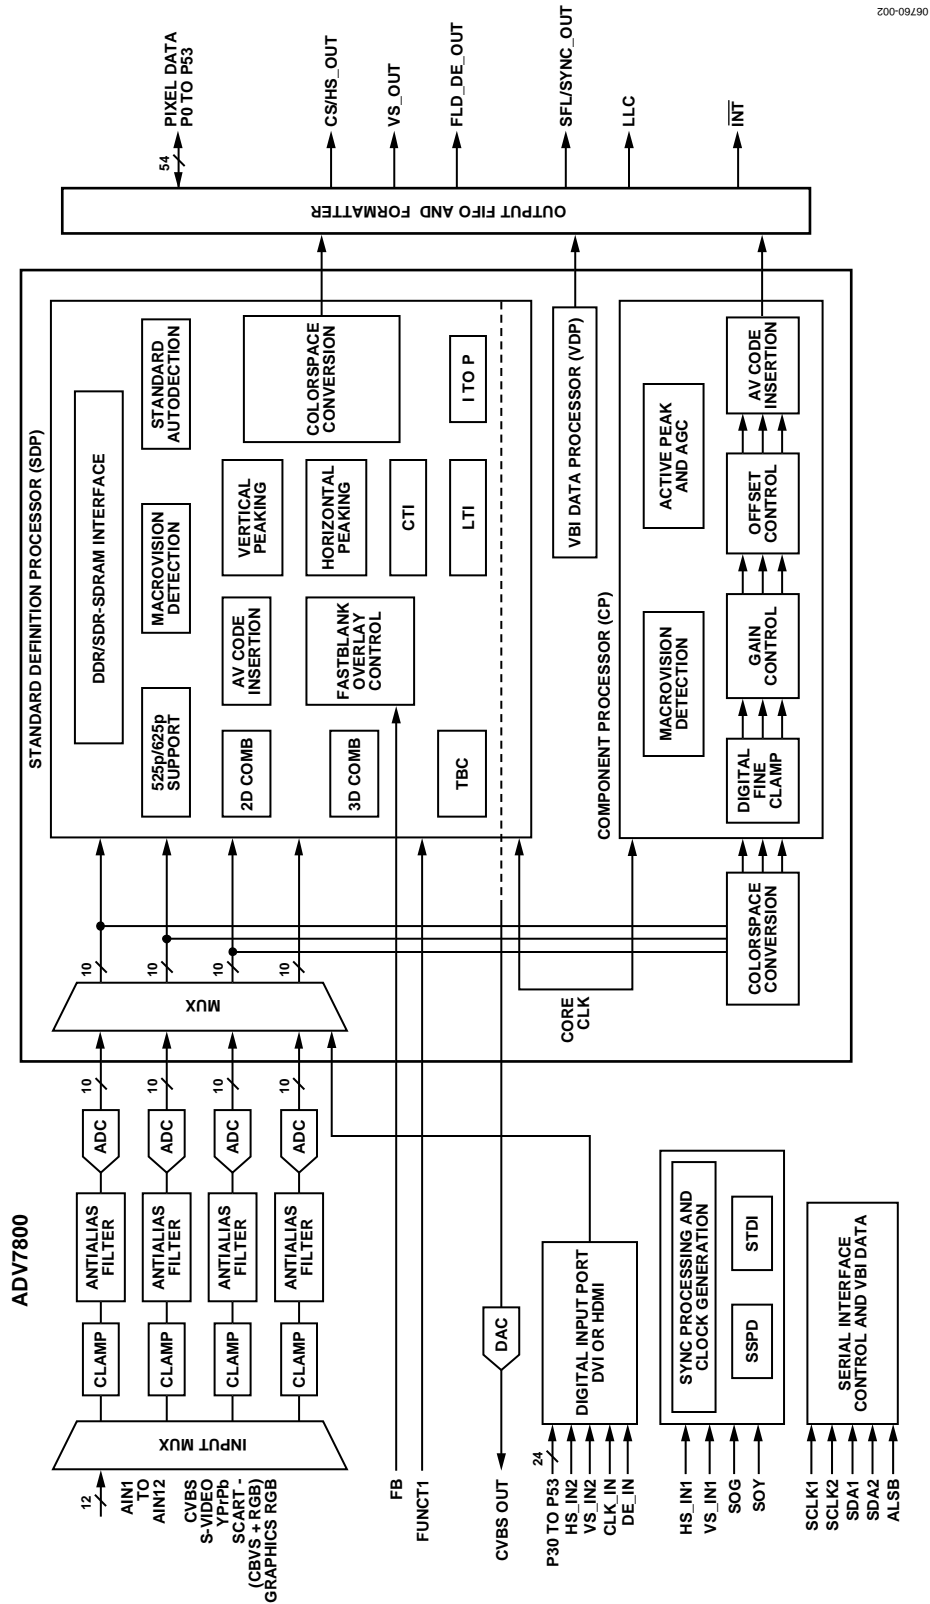 ADV7800
12
AIN1
TO
AIN12
CVBS
S-VIDEO
YPrPb
SCART -
(CBVS + RGB)
GRAPHICS RGB
INPUT MUX
CLAMP
ANTIALIAS
FILTER
ADC
10
CLAMP
ANTIALIAS
FILTER
ADC
10
CLAMP
ANTIALIAS
FILTER
ADC
10
CLAMP
ANTIALIAS
FILTER
ADC
10
MUX
10
10
10
10
FB
FUNCT1
CVBS OUT
DAC
24
P30 TO P53
HS_IN2
VS_IN2
CLK_IN
DE_IN
DIGITAL INPUT PORT
DVI OR HDMI
HS_IN1
VS_IN1
SOG
SOY
SYNC PROCESSING AND
CLOCK GENERATION
SSPD
STDI
SCLK1
SCLK2
SDA1
SDA2
ALSB
SERIAL INTERFACE
CONTROL AND VBI DATA
CORE
CLK
COLORSPACE
CONVERSION
STANDARD DEFINITION PROCESSOR (SDP)
DDR/SDR-SDRAM INTERFACE
525p/625p
SUPPORT
MACROVISION
DETECTION
STANDARD
AUTODECTION
2D COMB
AV CODE
INSERTION
VERTICAL
PEAKING
COLORSPACE
CONVERSION
3D COMB
FASTBLANK
OVERLAY
CONTROL
HORIZONTAL
PEAKING
CTI
TBC
LTI
I TO P
VBI DATA PROCESSOR (VDP)
COMPONENT PROCESSOR (CP)
MACROVISION
DETECTION
ACTIVE PEAK
AND AGC
DIGITAL
FINE
CLAMP
GAIN
CONTROL
OFFSET
CONTROL
AV CODE
INSERTION
OUTPUT FIFO AND FORMATTER
54
PIXEL DATA
P0 TO P53
CS/HS_OUT
VS_OUT
FLD_DE_OUT
SFL/SYNC_OUT
LLC
INT
06760-002